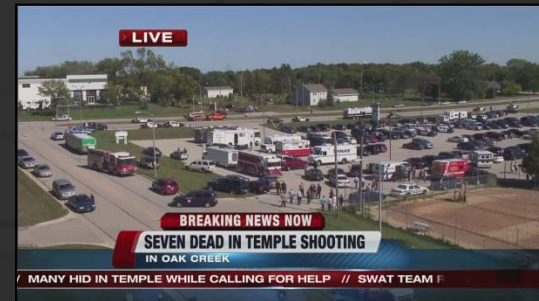 LIVE
BREAKING NEWS NOW
SEVEN DEAD IN TEMPLE SHOOTING
IN OAK CREEK
/ MANY HID IN TEMPLE WHILE CALLING FOR HELP // SWAT TEAM